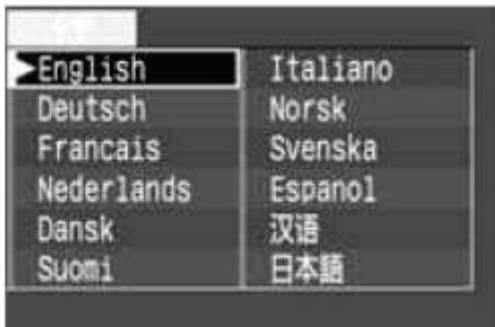 English
Deutsch
Francais
Nederlands
Dansk
Suomi
Italiano
Norsk
Svenska
Espanol
汉语
日本語